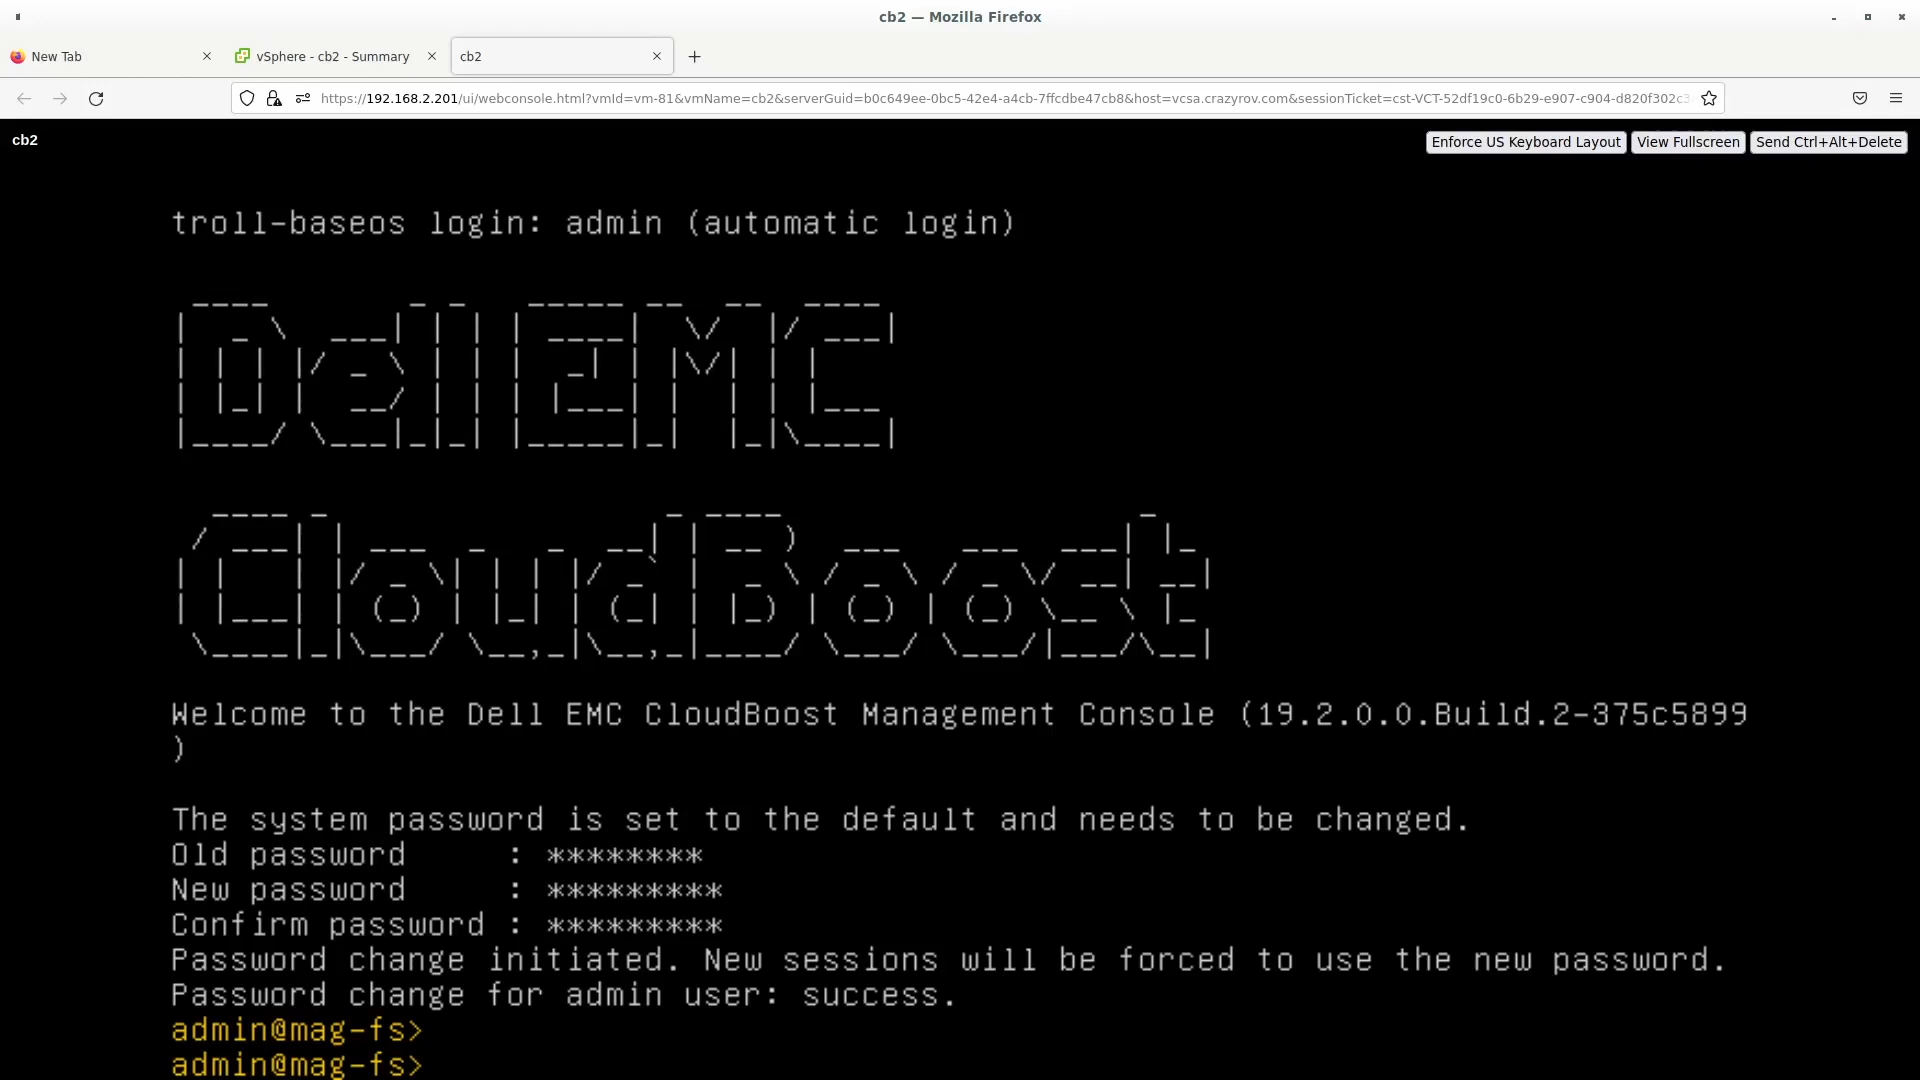 cb2 — Mozilla Firefox
New Tab
vSphere - cb2 - Summary
cb2
https://192.168.2.201/ui/webconsole.html?vmId=vm-81&vmName=cb2&serverGuid=b0c649ee-0bc5-42e4-a4cb-7ffcdbe47cb8&host=vcsa.crazyrov.com&sessionTicket=cst-VCT-52df19c0-6b29-e907-c904-d820f302c3
cb2
Enforce US Keyboard Layout
View Fullscreen
Send Ctrl+Alt+Delete
troll-baseos login: admin (automatic login)
Dell EMC
CloudBoost
Welcome to the Dell EMC CloudBoost Management Console (19.2.0.0.Build.2-375c5899
)
The system password is set to the default and needs to be changed.
Old password : ********
New password : *********
Confirm password : *********
Password change initiated. New sessions will be forced to use the new password.
Password change for admin user: success.
admin@mag-fs>
admin@mag-fs>